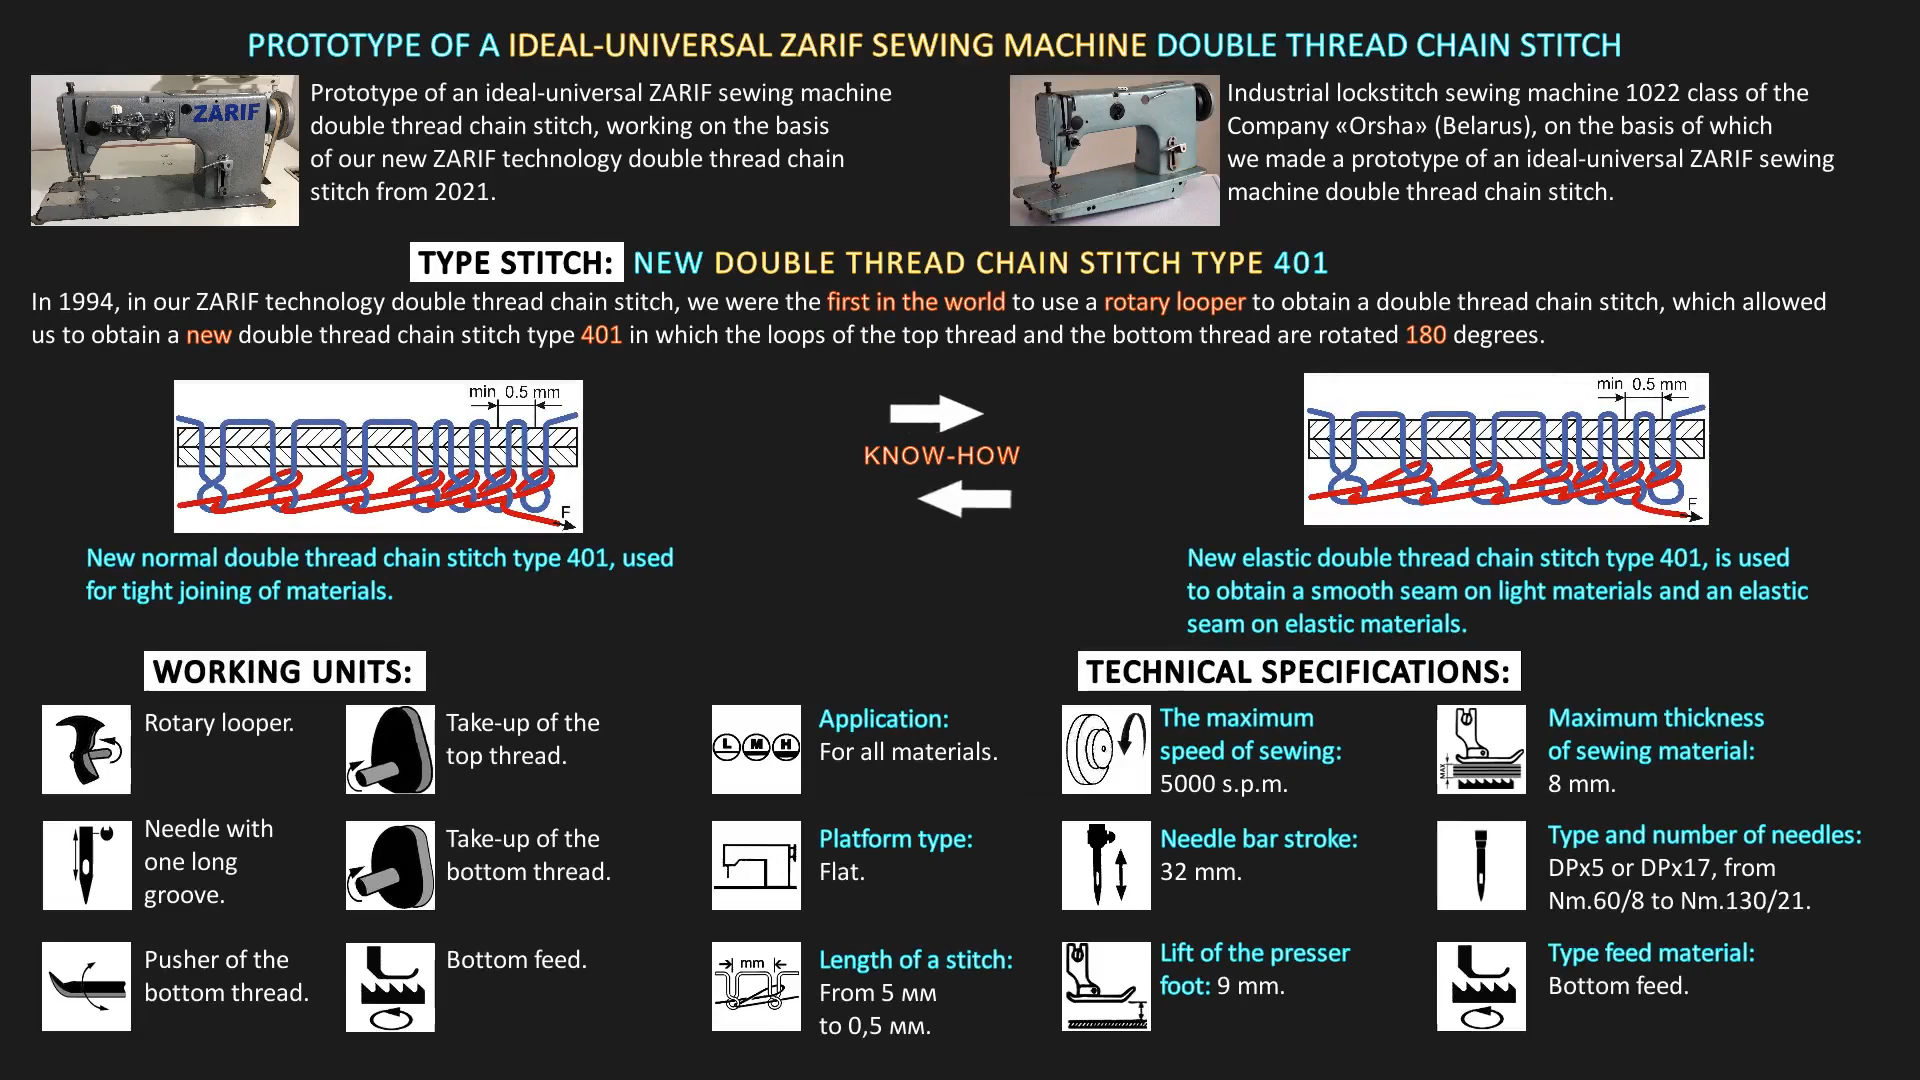 PROTOTYPE OF A IDEAL-UNIVERSAL ZARIF SEWING MACHINE DOUBLE THREAD CHAIN STITCH
ZARIF
Prototype of an ideal-universal ZARIF sewing machine
double thread chain stitch, working on the basis
of our new ZARIF technology double thread chain
stitch from 2021.
Industrial lockstitch sewing machine 1022 class of the
Company «Orsha» (Belarus), on the basis of which
we made a prototype of an ideal-universal ZARIF sewing
machine double thread chain stitch.
TYPE STITCH: NEW DOUBLE THREAD CHAIN STITCH TYPE 401
In 1994, in our ZARIF technology double thread chain stitch, we were the first in the world to use a rotary looper to obtain a double thread chain stitch, which allowed
us to obtain a new double thread chain stitch type 401 in which the loops of the top thread and the bottom thread are rotated 180 degrees.
min 0.5 mm
F
KNOW-HOW
min 0.5 mm
F
New normal double thread chain stitch type 401, used
for tight joining of materials.
New elastic double thread chain stitch type 401, is used
to obtain a smooth seam on light materials and an elastic
seam on elastic materials.
WORKING UNITS:
Rotary looper.
Take-up of the
top thread.
Needle with
one long
groove.
Take-up of the
bottom thread.
Pusher of the
bottom thread.
Bottom feed.
TECHNICAL SPECIFICATIONS:
L M H
Application:
For all materials.
The maximum
speed of sewing:
5000 s.p.m.
MAX
Maximum thickness
of sewing material:
8 mm.
Platform type:
Flat.
Needle bar stroke:
32 mm.
Type and number of needles:
DPx5 or DPx17, from
Nm.60/8 to Nm.130/21.
mm
Length of a stitch:
From 5 мм
to 0,5 мм.
Lift of the presser
foot: 9 mm.
Type feed material:
Bottom feed.